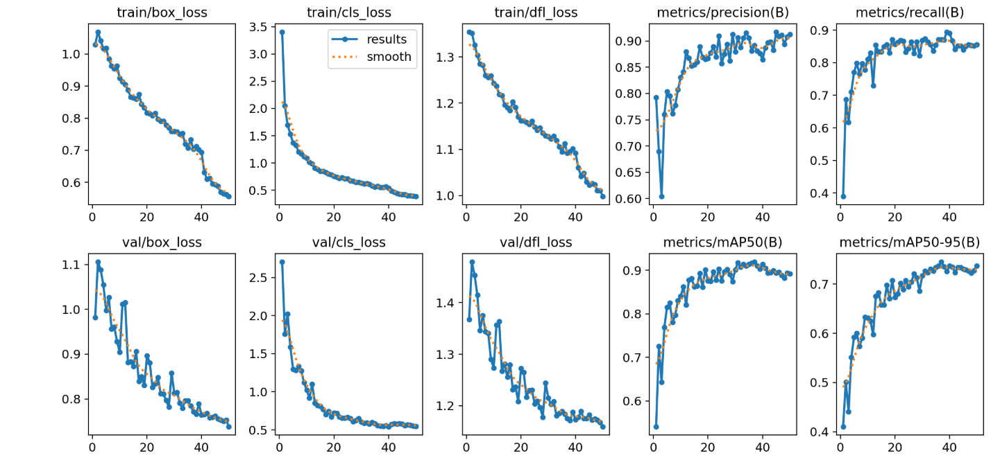 train/box_loss
train/cls_loss
train/dfl_loss
metrics/precision(B)
metrics/recall(B)
1.0
0.9
0.8
0.7
0.6
0 20 40
3.5
3.0
2.5
2.0
1.5
1.0
0.5
results
smooth
0 20 40
1.3
1.2
1.1
1.0
0 20 40
0.90
0.85
0.80
0.75
0.70
0.65
0.60
0 20 40
0.9
0.8
0.7
0.6
0.5
0.4
0 20 40
val/box_loss
val/cls_loss
val/dfl_loss
metrics/mAP50(B)
metrics/mAP50-95(B)
1.1
1.0
0.9
0.8
0 20 40
2.5
2.0
1.5
1.0
0.5
0 20 40
1.4
1.3
1.2
0 20 40
0.9
0.8
0.7
0.6
0 20 40
0.7
0.6
0.5
0.4
0 20 40